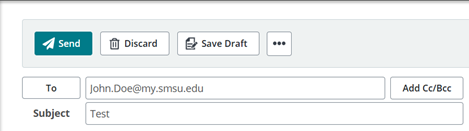 Send Discard Save Draft •••
To John.Doe@my.smsu.edu Add Cc/Bcc
Subject Test